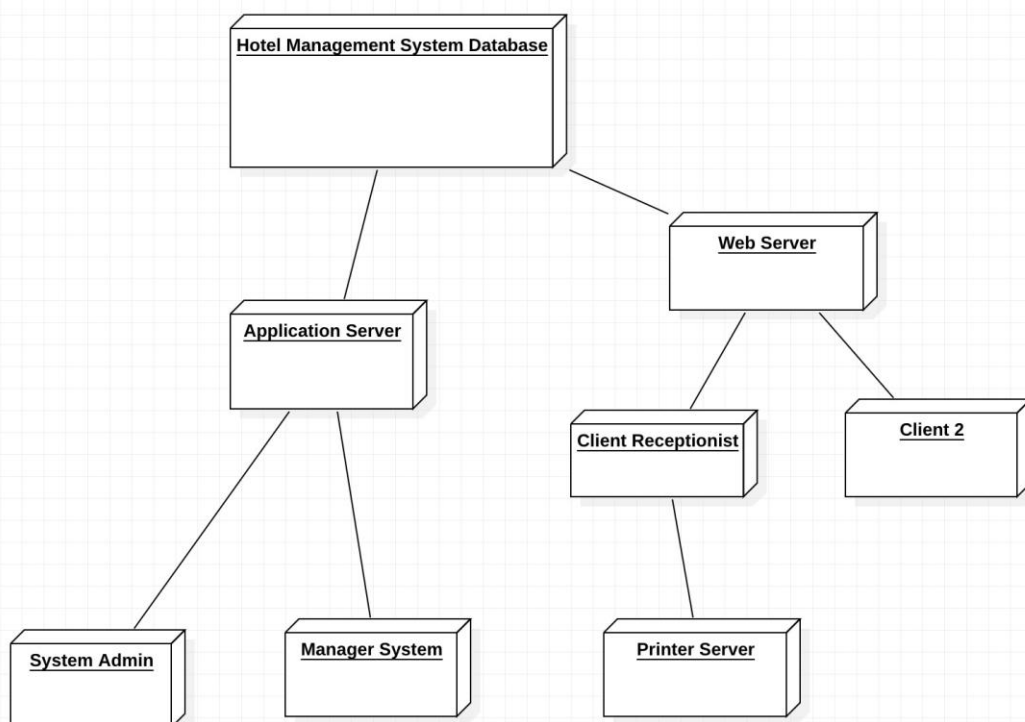 Hotel Management System Database
Web Server
Application Server
Client Receptionist
Client 2
System Admin
Manager System
Printer Server